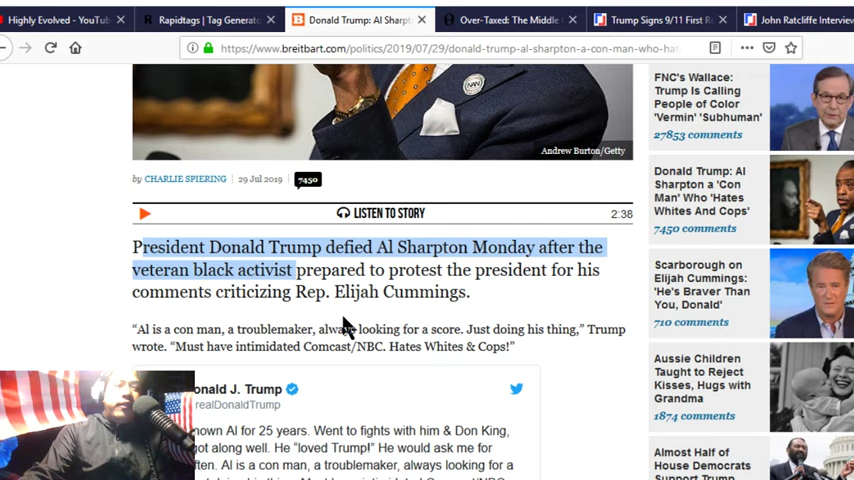 Highly Evolved - YouTub
Rapidtags | Tag Generato
Donald Trump: Al Sharpt
Over-Taxed: The Middle
Trump Signs 9/11 First R
John Ratcliffe Interview
https://www.breitbart.com/politics/2019/07/29/donald-trump-al-sharpton-a-con-man-who-hat
Andrew Burton/Getty
by CHARLIE SPIERING 29 Jul 2019 7450
LISTEN TO STORY 2:38
President Donald Trump defied Al Sharpton Monday after the
veteran black activist prepared to protest the president for his
comments criticizing Rep. Elijah Cummings.
“Al is a con man, a troublemaker, always looking for a score. Just doing his thing,” Trump
wrote. “Must have intimidated Comcast/NBC. Hates Whites & Cops!”
onald J. Trump
realDonaldTrump
nown Al for 25 years. Went to fights with him & Don King,
got along well. He “loved Trump!” He would ask me for
ften. Al is a con man, a troublemaker, always looking for a
FNC's Wallace:
Trump Is Calling
People of Color
'Vermin' 'Subhuman'
27853 comments
Donald Trump: Al
Sharpton a 'Con
Man' Who 'Hates
Whites And Cops'
7450 comments
Scarborough on
Elijah Cummings:
'He's Braver Than
You, Donald'
710 comments
Aussie Children
Taught to Reject
Kisses, Hugs with
Grandma
1874 comments
Almost Half of
House Democrats
Support Trump